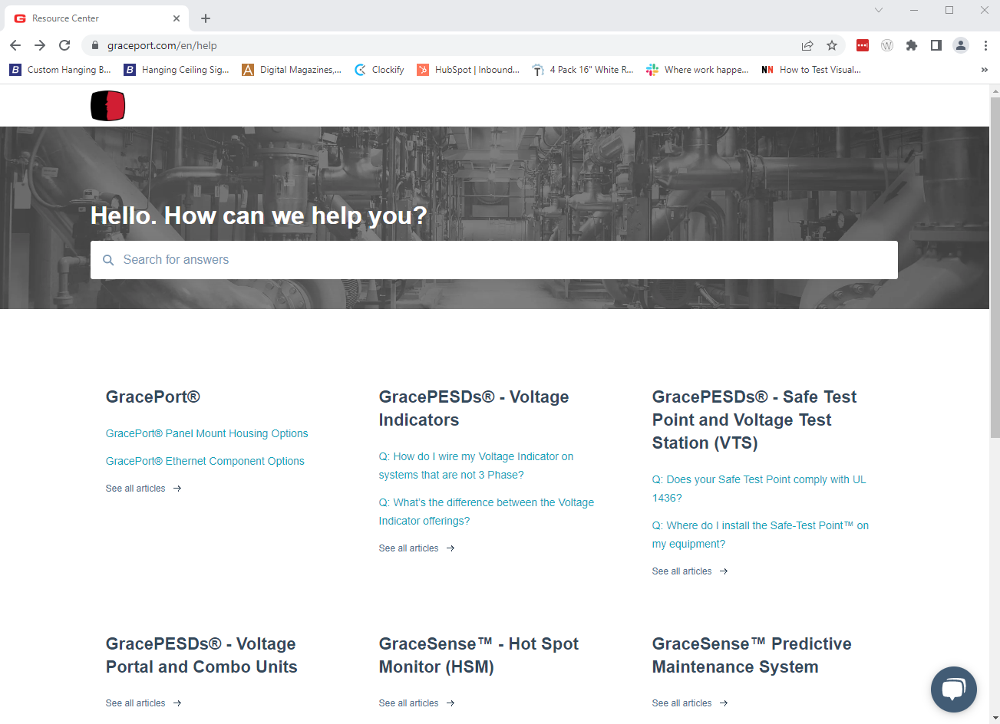 Resource Center
graceport.com/en/help
Custom Hanging B...
Hanging Ceiling Sig...
Digital Magazines,...
Clockify
HubSpot | Inbound...
4 Pack 16" White R...
Where work happe...
How to Test Visual...
Hello. How can we help you?
Search for answers
GracePort®
GracePort® Panel Mount Housing Options
GracePort® Ethernet Component Options
See all articles →
GracePESDs® - Voltage
Indicators
Q: How do I wire my Voltage Indicator on
systems that are not 3 Phase?
Q: What's the difference between the Voltage
Indicator offerings?
See all articles →
GracePESDs® - Safe Test
Point and Voltage Test
Station (VTS)
Q: Does your Safe Test Point comply with UL
1436?
Q: Where do I install the Safe-Test Point™ on
my equipment?
See all articles →
GracePESDs® - Voltage
Portal and Combo Units
See all articles →
GraceSense™ - Hot Spot
Monitor (HSM)
See all articles →
GraceSense™ Predictive
Maintenance System
See all articles →